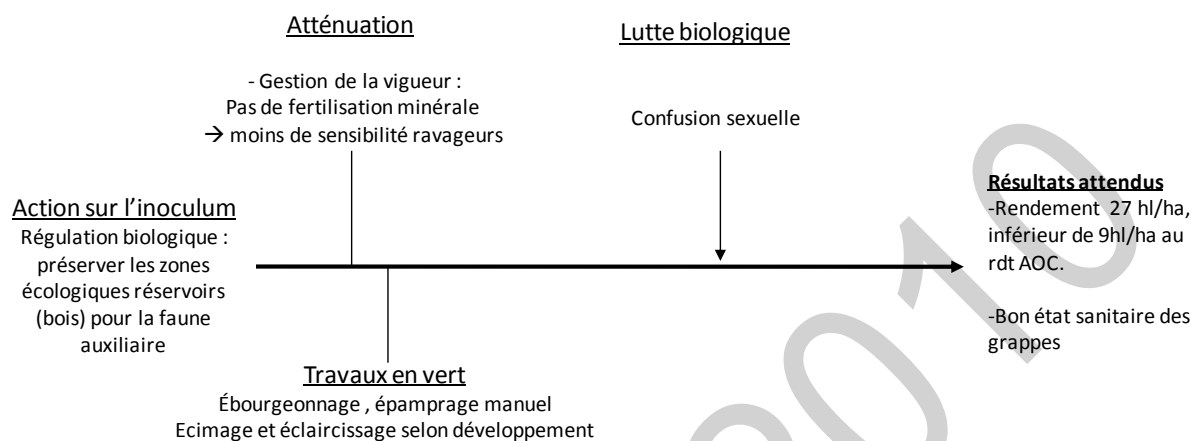 Atténuation
- Gestion de la vigueur :
Pas de fertilisation minérale
→ moins de sensibilité ravageurs
Lutte biologique
Confusion sexuelle
Action sur l'inoculum
Régulation biologique :
préserver les zones
écologiques réservoirs
(bois) pour la faune
auxiliaire
Travaux en vert
Ébourgeonnage , épamprage manuel
Ecimage et éclaircissage selon développement
Résultats attendus
-Rendement 27 hl/ha,
inférieur de 9hl/ha au
rdt AOC.
-Bon état sanitaire des
grappes
2010